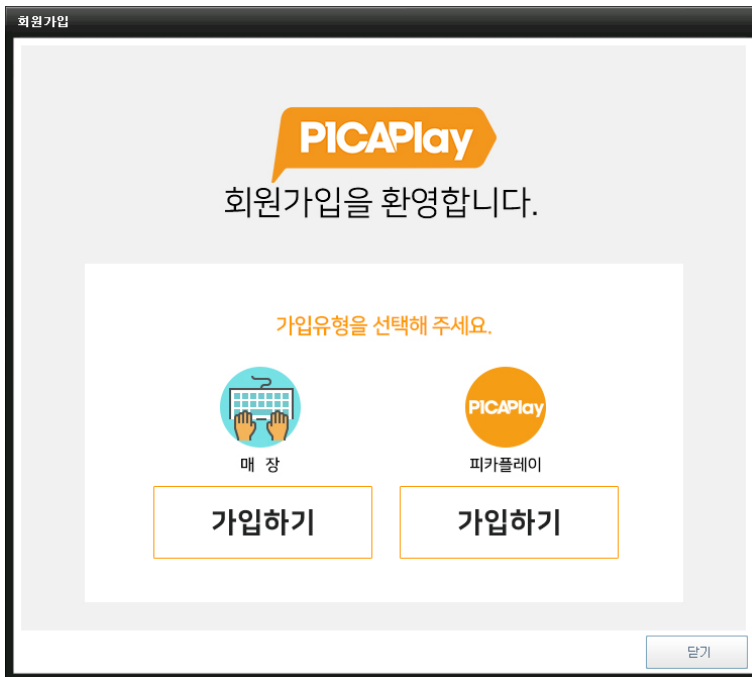 회원가입
PICAPlay
회원가입을 환영합니다.
가입유형을 선택해 주세요.
PICAPlay
매 장
피카플레이
가입하기
가입하기
닫기